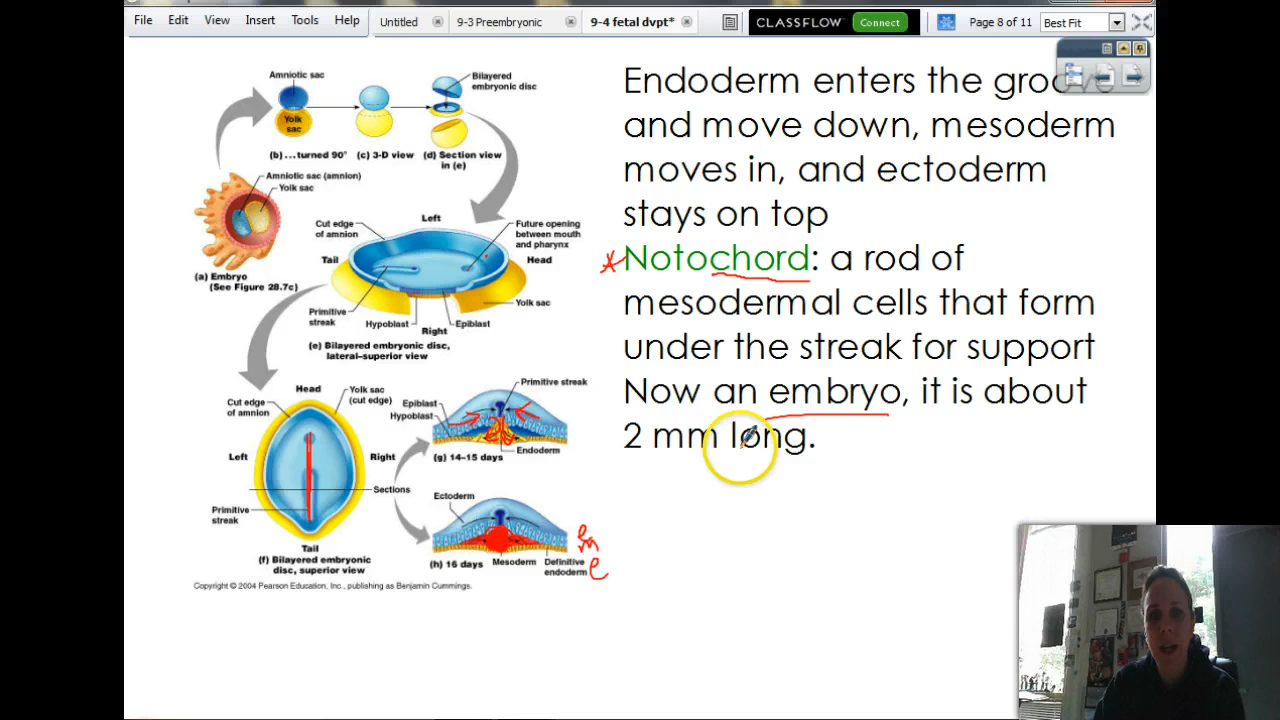 File Edit View Insert Tools Help
Untitled 9-3 Preembryonic 9-4 fetal dvpt*
CLASSFLOW Connect
Page 8 of 11 Best Fit
Amniotic sac
Yolk
sac
(b) ...turned 90°
(c) 3-D view
Bilayered
embryonic disc
(d) Section view
in (e)
Amniotic sac (amnion)
Yolk sac
(a) Embryo
(See Figure 28.7c)
Cut edge
of amnion
Left
Future opening
between mouth
and pharynx
Tail
Head
Primitive
streak
Hypoblast
Right
Epiblast
Yolk sac
(e) Bilayered embryonic disc,
lateral–superior view
Head
Cut edge
of amnion
Yolk sac
(cut edge)
Left
Right
Sections
Primitive
streak
Tail
(f) Bilayered embryonic
disc, superior view
Primitive streak
Epiblast
Hypoblast
Endoderm
(g) 14–15 days
Ectoderm
(h) 16 days
Mesoderm
Definitive
endoderm
e
m
e
Copyright © 2004 Pearson Education, Inc., publishing as Benjamin Cummings.
Endoderm enters the groove
and move down, mesoderm
moves in, and ectoderm
stays on top
Notochord: a rod of
mesodermal cells that form
under the streak for support
Now an embryo, it is about
2 mm long.